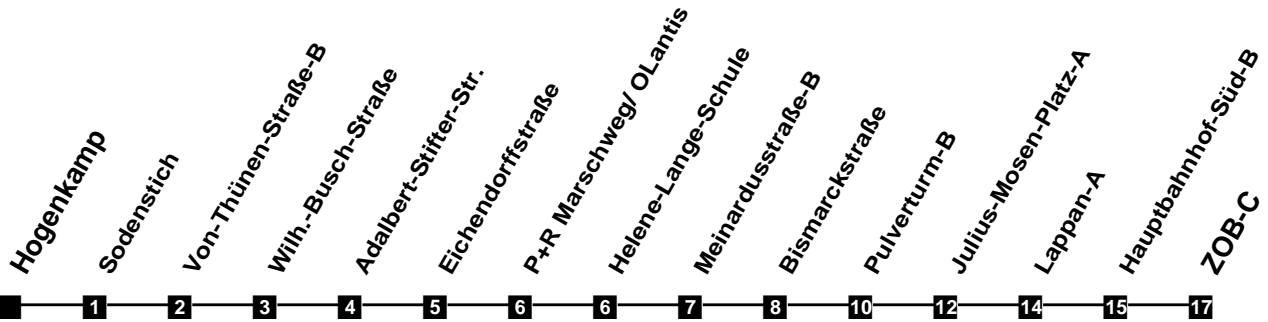 Hogenkamp
Sodenstich
Von-Thünen-Straße-B
Wilh.-Busch-Straße
Adalbert-Stifter-Str.
Eichendorffstraße
P+R Marschweg/ OLantis
Helene-Lange-Schule
Meinardusstraße-B
Bismarckstraße
Pulverturm-B
Julius-Mosen-Platz-A
Lappan-A
Hauptbahnhof-Süd-B
ZOB-C
1 2 3 4 5 6 6 7 8 10 12 14 15 17